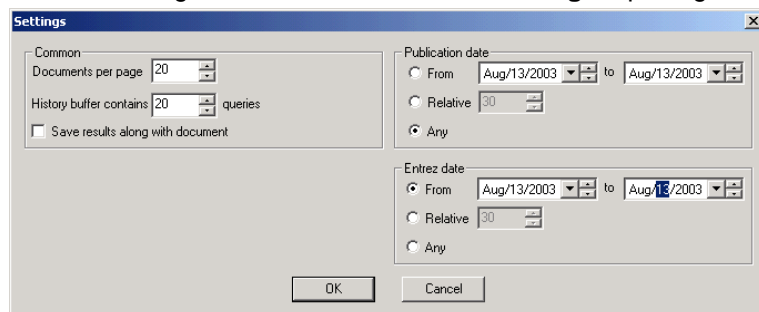 Settings
Common
Documents per page 20
History buffer contains 20 queries
Save results along with document
Publication date
From Aug/13/2003 to Aug/13/2003
Relative 30
Any
Entrez date
From Aug/13/2003 to Aug/13/2003
Relative 30
Any
OK Cancel